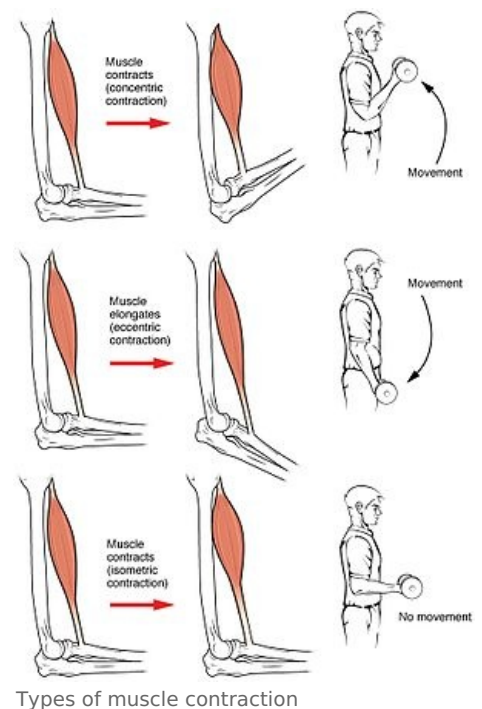 Muscle
contracts
(concentric
contraction)
Movement
Muscle
elongates
(eccentric
contraction)
Movement
Muscle
contracts
(isometric
contraction)
No movement
Types of muscle contraction